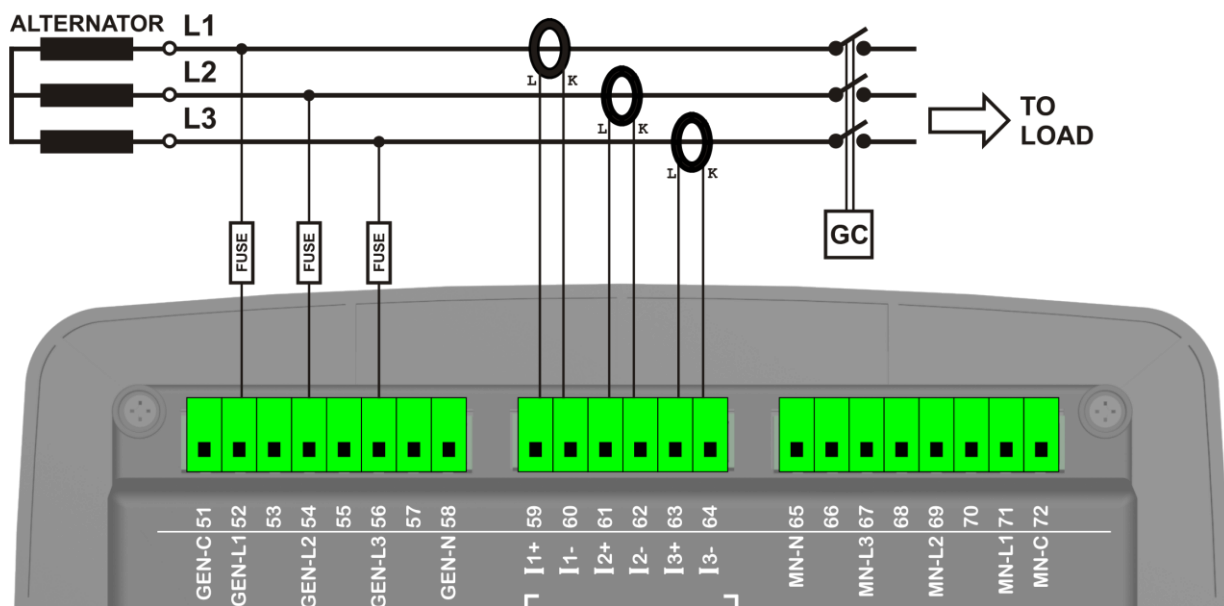 ALTERNATOR
L1
L2
L3
L K
L K
L K
TO
LOAD
FUSE FUSE FUSE
GC
51 52 53 54 55 56 57 58 59 60 61 62 63 64 65 66 67 68 69 70 71 72
GEN-C GEN-L1 GEN-L2 GEN-L3 GEN-N I1+ I1- I2+ I2- I3+ I3- MN-N MN-L3 MN-L2 MN-L1 MN-C